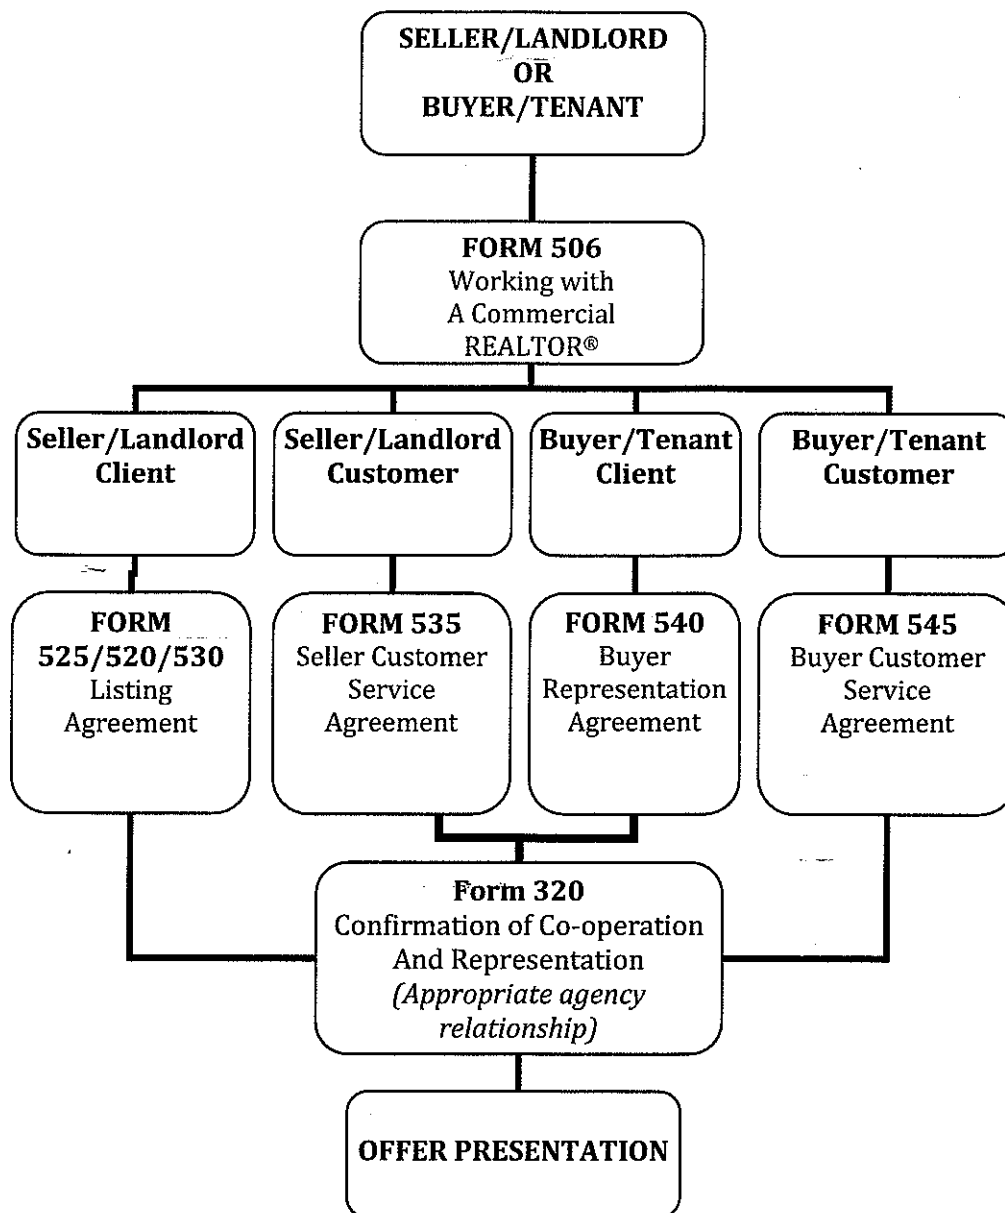 SELLER/LANDLORD
OR
BUYER/TENANT
FORM 506
Working with
A Commercial
REALTOR®
Seller/Landlord
Client
Seller/Landlord
Customer
Buyer/Tenant
Client
Buyer/Tenant
Customer
FORM
525/520/530
Listing
Agreement
FORM 535
Seller Customer
Service
Agreement
FORM 540
Buyer
Representation
Agreement
FORM 545
Buyer Customer
Service
Agreement
Form 320
Confirmation of Co-operation
And Representation
(Appropriate agency
relationship)
OFFER PRESENTATION